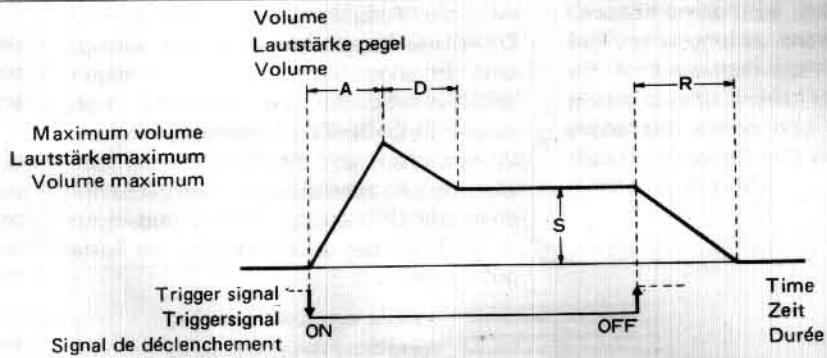 Volume
Lautstärke pegel
Volume
A
D
R
Maximum volume
Lautstärkemaximum
Volume maximum
S
Trigger signal
Triggersignal
Signal de déclenchement
ON
OFF
Time
Zeit
Durée